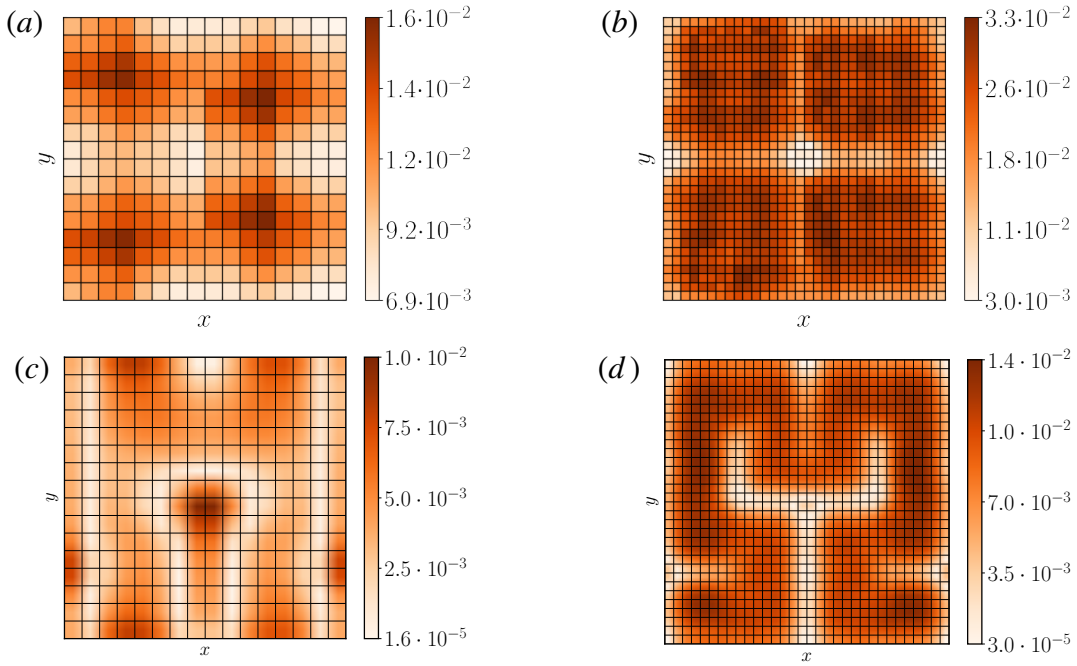 (a)
1.6·10⁻²
1.4·10⁻²
1.2·10⁻²
9.2·10⁻³
6.9·10⁻³
y
x
(b)
3.3·10⁻²
2.6·10⁻²
1.8·10⁻²
1.1·10⁻²
3.0·10⁻³
y
x
(c)
1.0 · 10⁻²
7.5 · 10⁻³
5.0 · 10⁻³
2.5 · 10⁻³
1.6 · 10⁻⁵
y
x
(d)
1.4 · 10⁻²
1.0 · 10⁻²
7.0 · 10⁻³
3.5 · 10⁻³
3.0 · 10⁻⁵
y
x